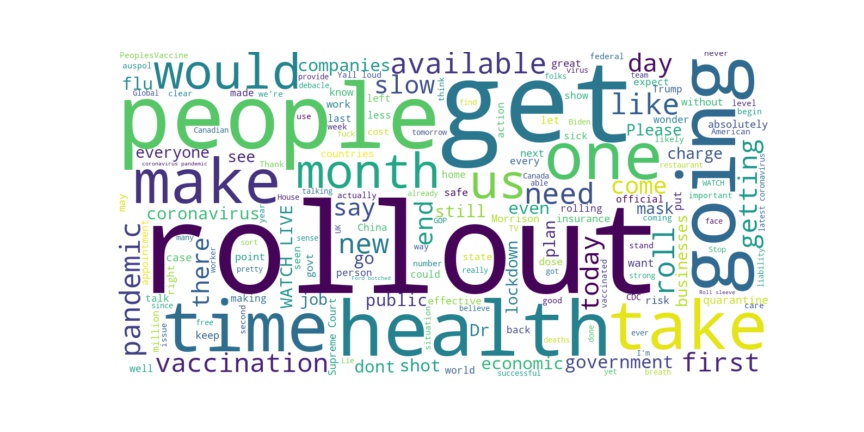 PeoplesVaccine
auspol
flu
would
companies
available
day
great
virus
federal
folks
never
Global
clear
made
we're
provide
debacle
Yall loud
know
work
slow
think
team
expect
Trump
without
level
begin
people
get
going
like
left
less
last
week
use
Canadian
fuck
cost
tomorrow
find
action
show
let
Biden
sick
wonder
Please
likely
absolutely
American
everyone
see
coronavirus pandemic
Thank
countries
month
home
every
next
one
restaurant
charge
getting
make
us
safe
already
Canada
able
need
come
official
put
WATCH
important
latest coronavirus
may
House
talking
actually
coronavirus
year
say
end
still
GOP
Morrison
TV
even
rolling
insurance
mask
coming
face
Stop
roll out
pandemic
appointment
many
sort
point
pretty
right
case
there
worker
WATCH LIVE
seen
sense
govt
UK
China
new
go
person
Ford botched
way
number
could
state
really
lockdown
plan
dose
got
today
vaccinated
stand
want
strong
CDC
risk
roll
businesses
quarantine
Roll sleeve
liability
care
talk
since
million
issue
making
free
keep
second
job
public
effective
situation
believe
good
time
health
take
Supreme Court
Dr
back
deaths
done
ever
I'm
vaccination
well
Lie
dont
shot
world
economic
successful
government
yet
breath
first